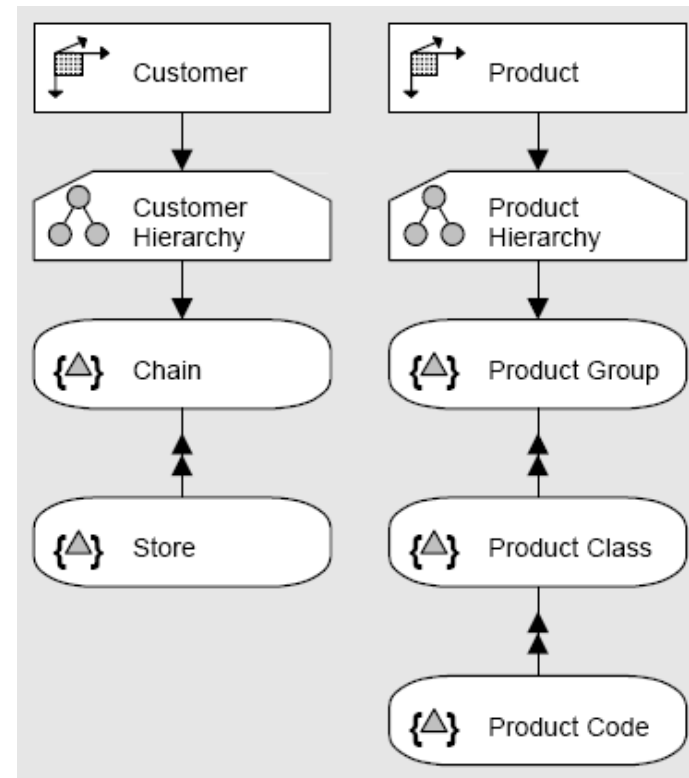 Customer
Product
Customer
Hierarchy
Product
Hierarchy
Chain
Product Group
Store
Product Class
Product Code